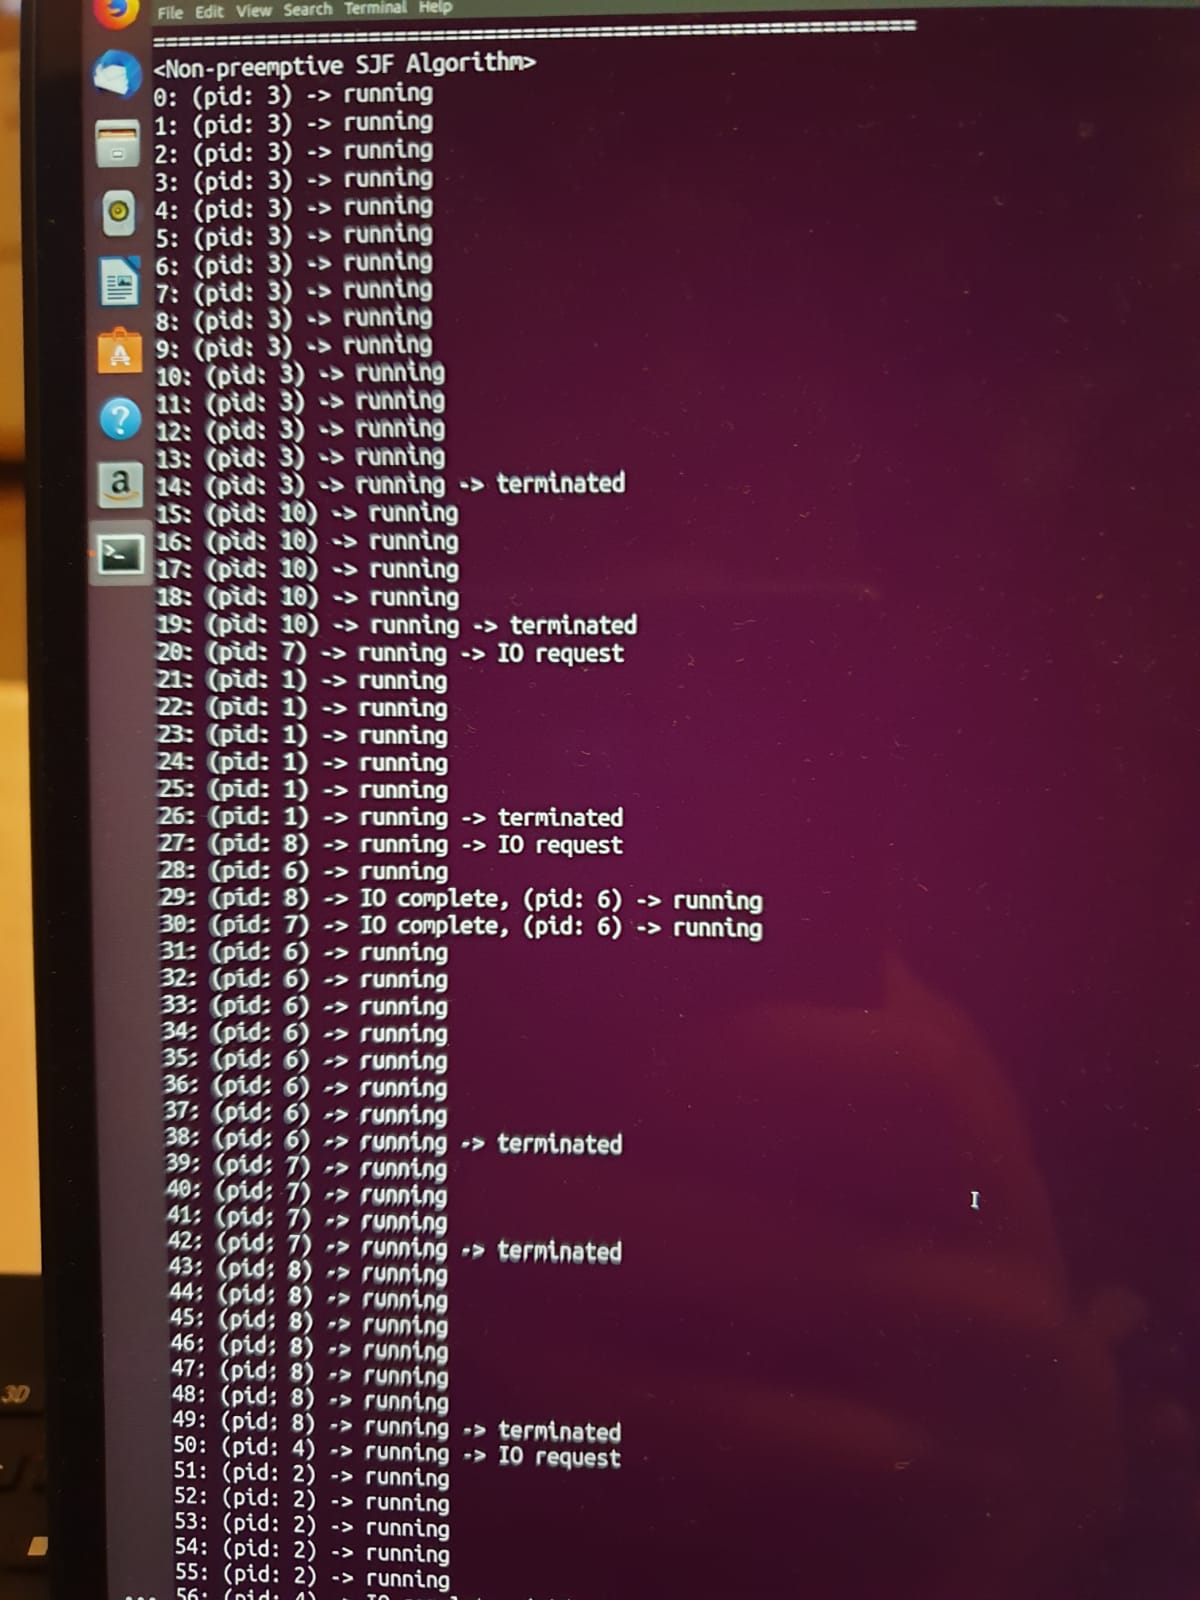 File Edit View Search Terminal Help
============================================================
<Non-preemptive SJF Algorithm>
0: (pid: 3) -> running
1: (pid: 3) -> running
2: (pid: 3) -> running
3: (pid: 3) -> running
4: (pid: 3) -> running
5: (pid: 3) -> running
6: (pid: 3) -> running
7: (pid: 3) -> running
8: (pid: 3) -> running
9: (pid: 3) -> running
10: (pid: 3) -> running
11: (pid: 3) -> running
12: (pid: 3) -> running
13: (pid: 3) -> running
14: (pid: 3) -> running -> terminated
15: (pid: 10) -> running
16: (pid: 10) -> running
17: (pid: 10) -> running
18: (pid: 10) -> running
19: (pid: 10) -> running -> terminated
20: (pid: 7) -> running -> IO request
21: (pid: 1) -> running
22: (pid: 1) -> running
23: (pid: 1) -> running
24: (pid: 1) -> running
25: (pid: 1) -> running
26: (pid: 1) -> running -> terminated
27: (pid: 8) -> running -> IO request
28: (pid: 6) -> running
29: (pid: 8) -> IO complete, (pid: 6) -> running
30: (pid: 7) -> IO complete, (pid: 6) -> running
31: (pid: 6) -> running
32: (pid: 6) -> running
33: (pid: 6) -> running
34: (pid: 6) -> running
35: (pid: 6) -> running
36: (pid: 6) -> running
37: (pid: 6) -> running
38: (pid: 6) -> running -> terminated
39: (pid: 7) -> running
40: (pid: 7) -> running
41: (pid: 7) -> running
42: (pid: 7) -> running -> terminated
43: (pid: 8) -> running
44: (pid: 8) -> running
45: (pid: 8) -> running
46: (pid: 8) -> running
47: (pid: 8) -> running
48: (pid: 8) -> running
49: (pid: 8) -> running -> terminated
50: (pid: 4) -> running -> IO request
51: (pid: 2) -> running
52: (pid: 2) -> running
53: (pid: 2) -> running
54: (pid: 2) -> running
55: (pid: 2) -> running
56: (pid: 4)
3D